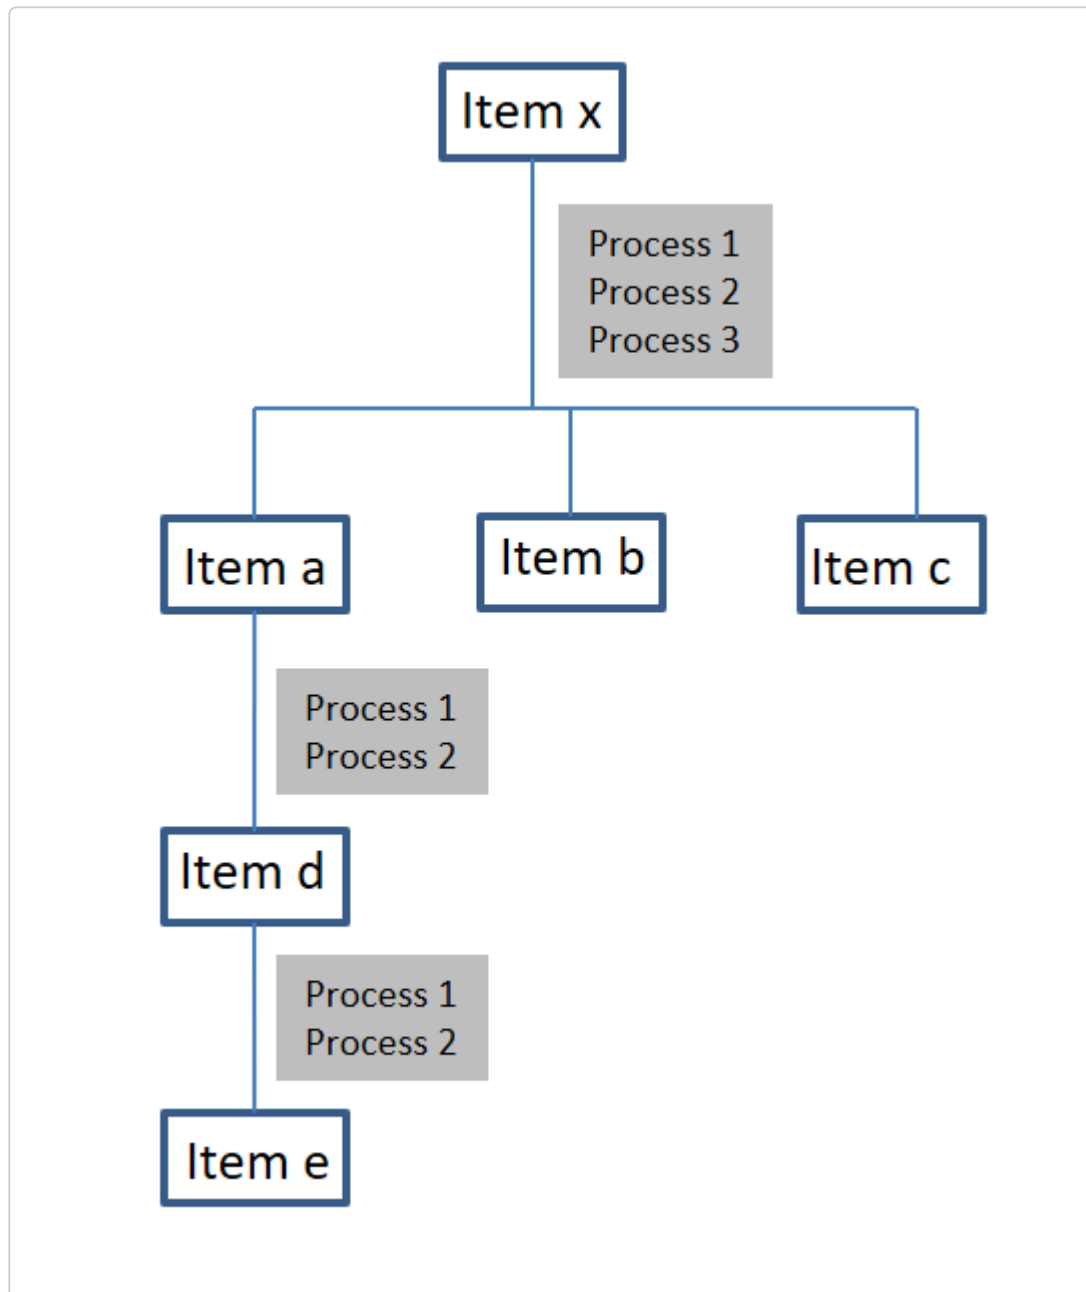 Item x
Process 1
Process 2
Process 3
Item a
Item b
Item c
Process 1
Process 2
Item d
Process 1
Process 2
Item e